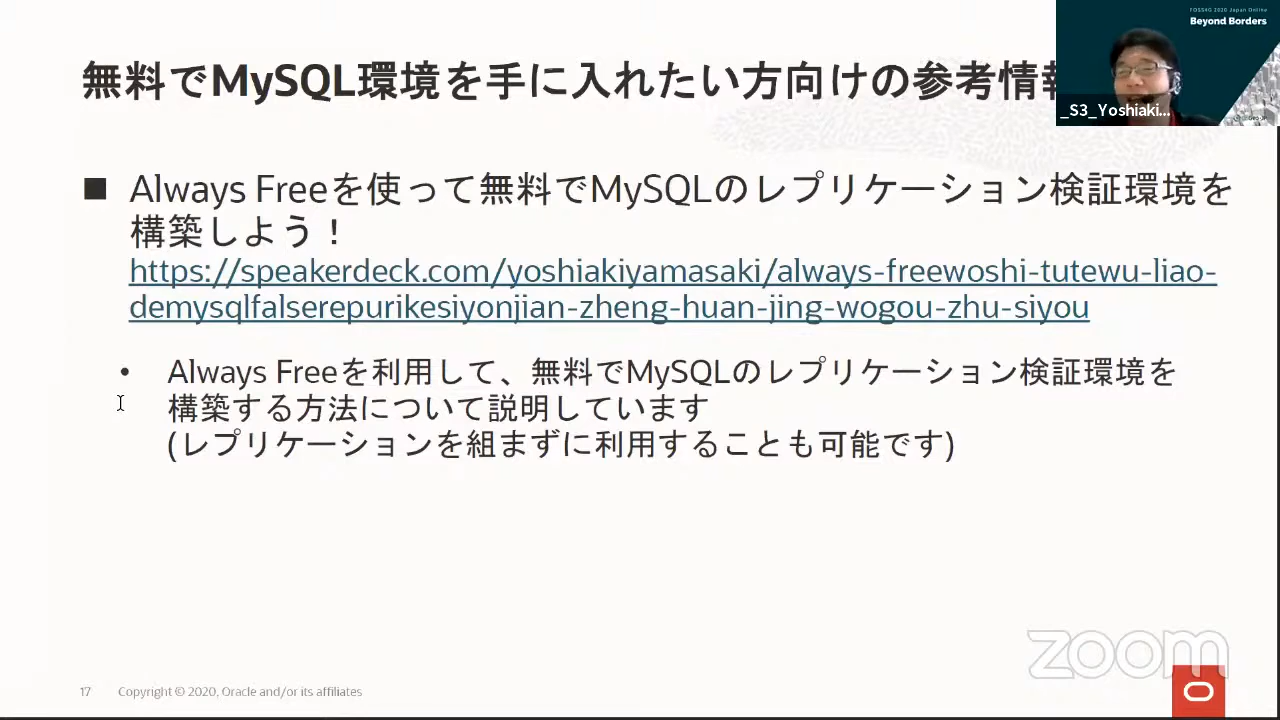 FOSS4G 2020 Japan Online
Beyond Borders
無料でMySQL環境を手に入れたい方向けの参考情報
_S3_Yoshiaki...
■ Always Freeを使って無料でMySQLのレプリケーション検証環境を
構築しよう！
https://speakerdeck.com/yoshiakiyamasaki/always-freewoshi-tutewu-liao-
demysqlfalserepurikesiyonjian-zheng-huan-jing-wogou-zhu-siyou
• Always Freeを利用して、無料でMySQLのレプリケーション検証環境を
構築する方法について説明しています
(レプリケーションを組まずに利用することも可能です)
zoom
17 Copyright © 2020, Oracle and/or its affiliates